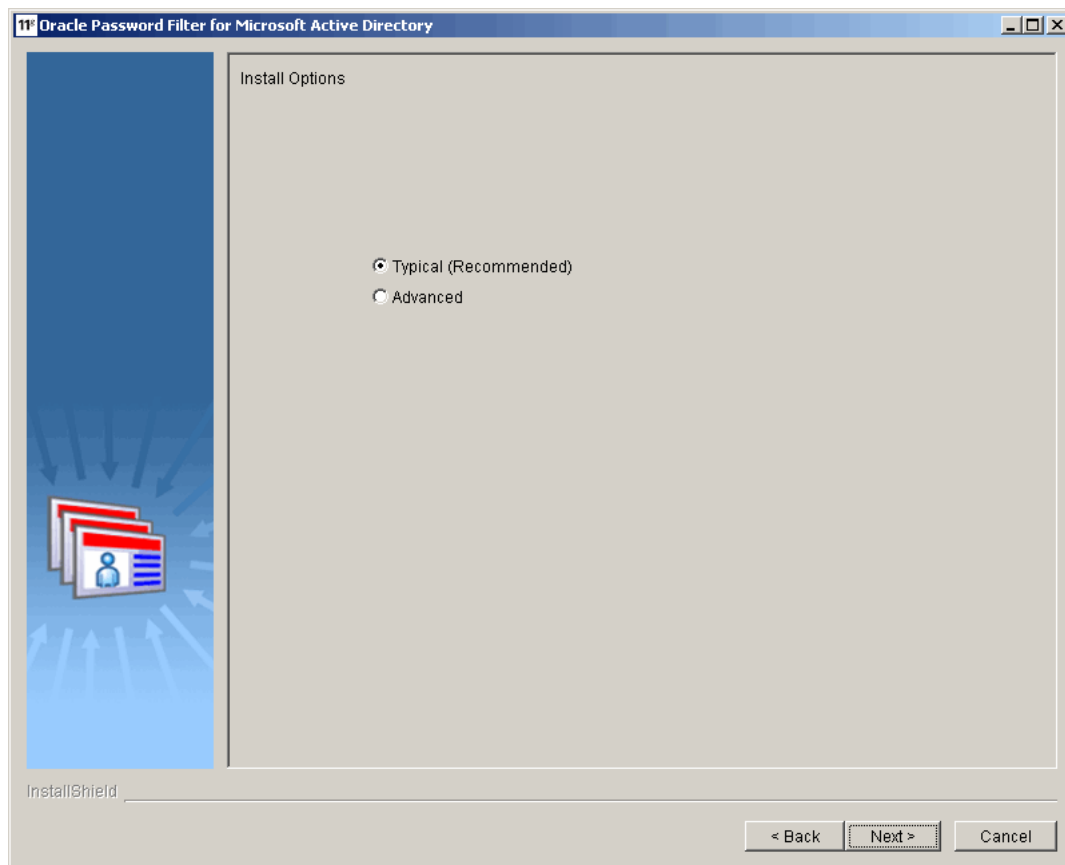 11g Oracle Password Filter for Microsoft Active Directory
Install Options
Typical (Recommended)
Advanced
InstallShield
< Back
Next >
Cancel